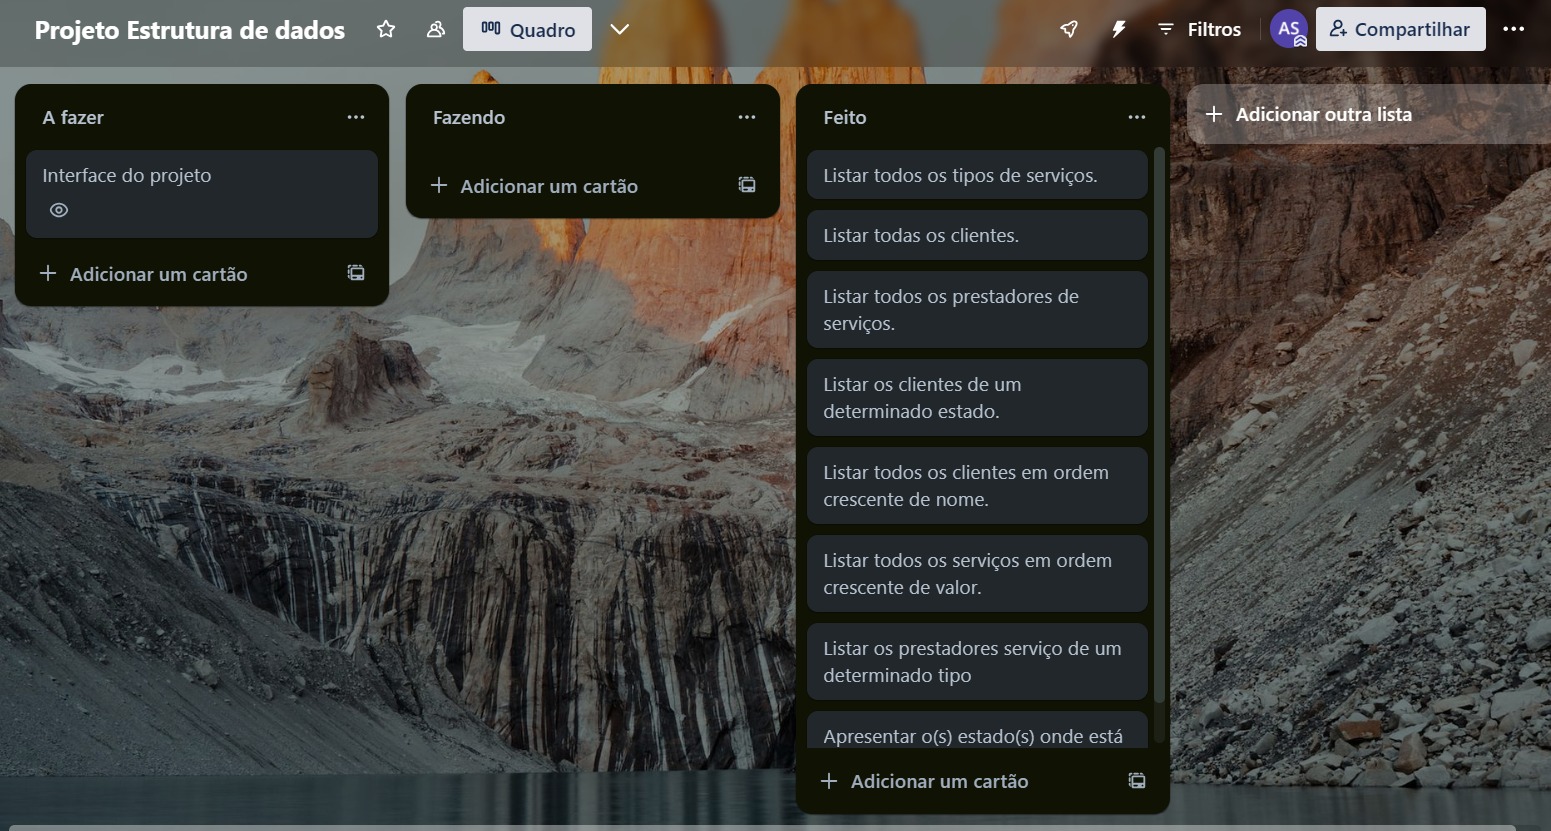 Projeto Estrutura de dados
Quadro
Filtros
AS
Compartilhar
A fazer
Interface do projeto
Adicionar um cartão
Fazendo
Adicionar um cartão
Feito
Listar todos os tipos de serviços.
Listar todas os clientes.
Listar todos os prestadores de
serviços.
Listar os clientes de um
determinado estado.
Listar todos os clientes em ordem
crescente de nome.
Listar todos os serviços em ordem
crescente de valor.
Listar os prestadores serviço de um
determinado tipo
Apresentar o(s) estado(s) onde está
Adicionar um cartão
Adicionar outra lista